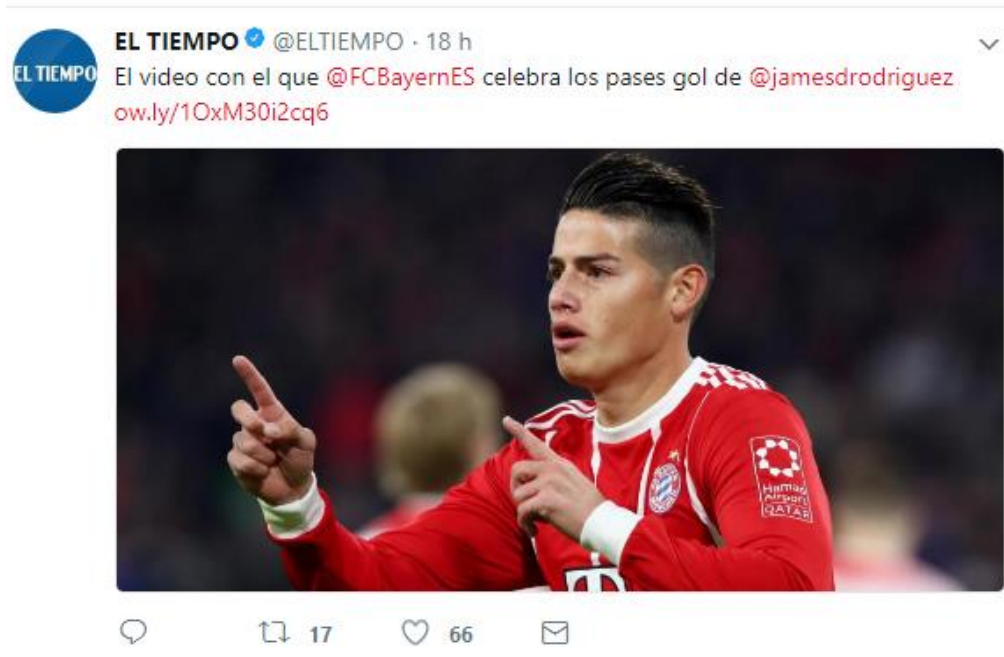 EL TIEMPO @ELTIEMPO · 18 h
EL TIEMPO
El video con el que @FCBayernES celebra los pases gol de @jamesdrodriguez
ow.ly/1OxM30i2cq6
Hamad
Airport
QATAR
T
17 66